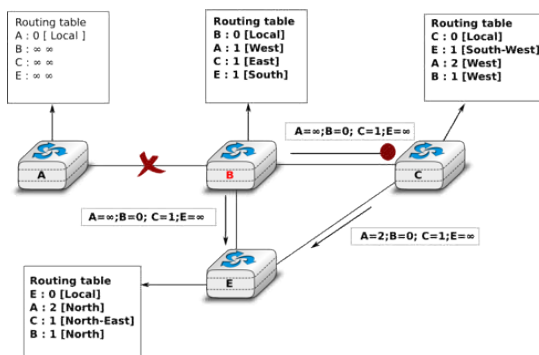 Routing table
A : 0 [ Local ]
B : ∞ ∞
C : ∞ ∞
E : ∞ ∞
Routing table
B : 0 [Local]
A : 1 [West]
C : 1 [East]
E : 1 [South]
Routing table
C : 0 [Local]
E : 1 [South-West]
A : 2 [West]
B : 1 [West]
A=∞;B=0; C=1;E=∞
A
B
C
A=∞;B=0; C=1;E=∞
A=2;B=0; C=1;E=∞
E
Routing table
E : 0 [Local]
A : 2 [North]
C : 1 [North-East]
B : 1 [North]